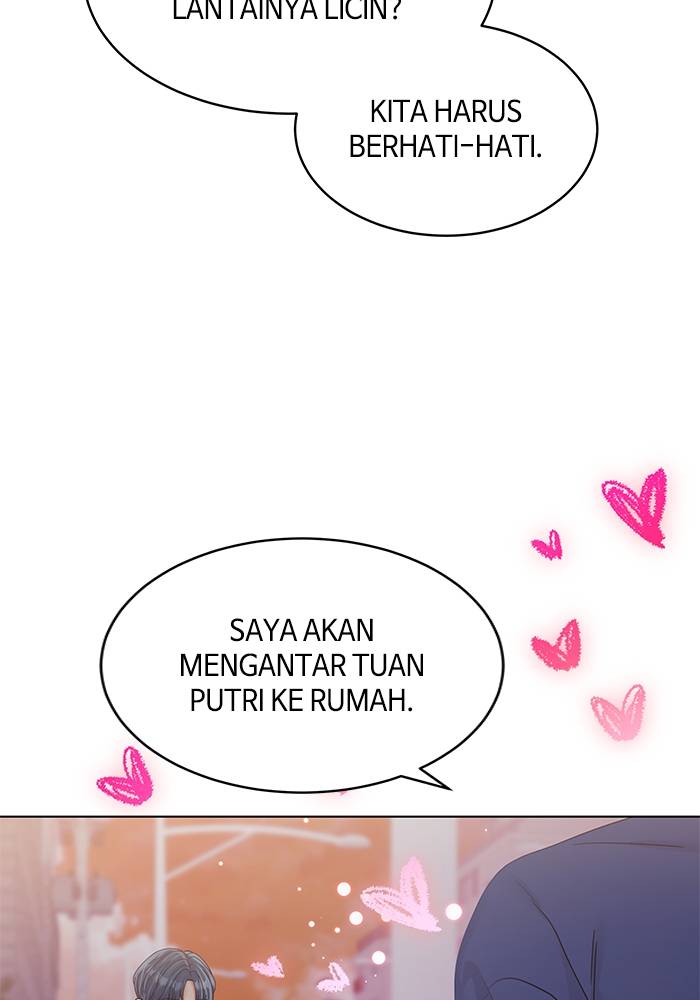 LANTAINYA LICIN?
KITA HARUS
BERHATI-HATI.
SAYA AKAN
MENGANTAR TUAN
PUTRI KE RUMAH.